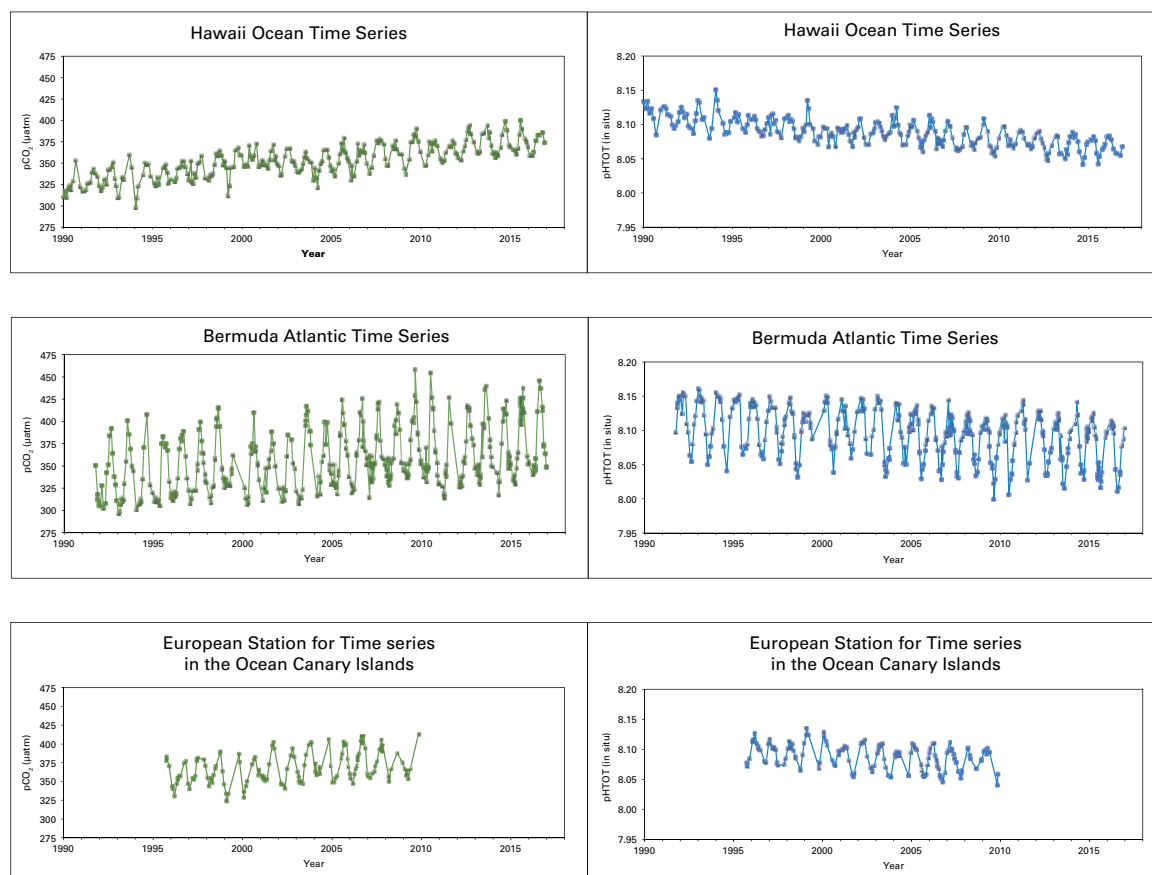 Hawaii Ocean Time Series
475
450
425
400
375
350
325
300
275
pCO₂ (µatm)
1990 1995 2000 2005 2010 2015
Year
Hawaii Ocean Time Series
8.20
8.15
8.10
8.05
8.00
7.95
pHTOT (in situ)
1990 1995 2000 2005 2010 2015
Year
Bermuda Atlantic Time Series
475
450
425
400
375
350
325
300
275
pCO₂ (µatm)
1990 1995 2000 2005 2010 2015
Year
Bermuda Atlantic Time Series
8.20
8.15
8.10
8.05
8.00
7.95
pHTOT (in situ)
1990 1995 2000 2005 2010 2015
Year
European Station for Time series
in the Ocean Canary Islands
475
450
425
400
375
350
325
300
275
pCO₂ (µatm)
1990 1995 2000 2005 2010 2015
Year
European Station for Time series
in the Ocean Canary Islands
8.20
8.15
8.10
8.05
8.00
7.95
pHTOT (in situ)
1990 1995 2000 2005 2010 2015
Year